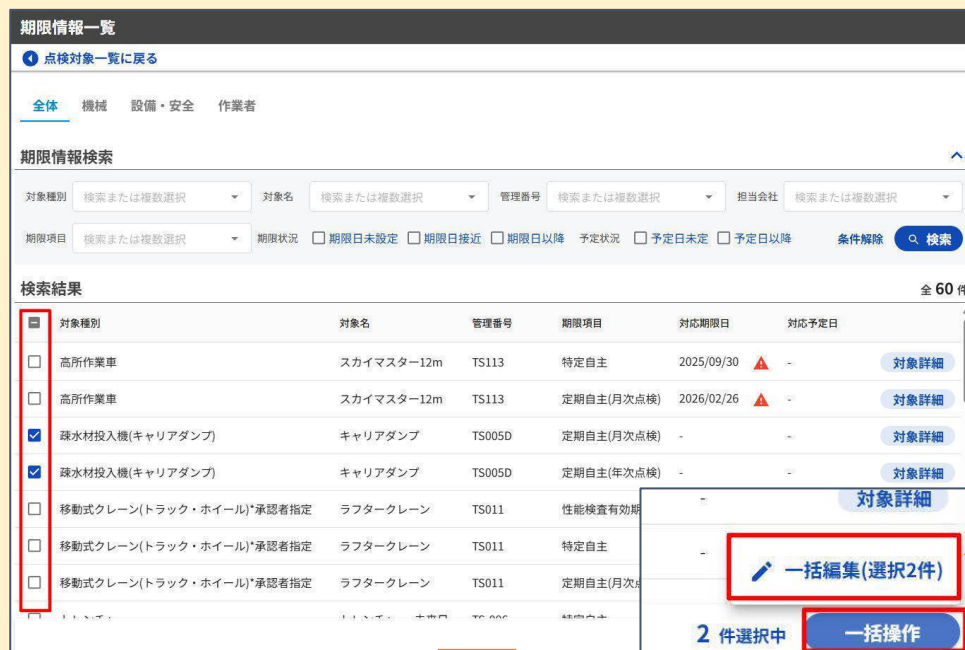 期限情報一覧
点検対象一覧に戻る
全体 機械 設備・安全 作業者
期限情報検索
対象種別 検索または複数選択 対象名 検索または複数選択 管理番号 検索または複数選択 担当会社 検索または複数選択
期限項目 検索または複数選択 期限状況 期限日未設定 期限日接近 期限日以降 予定状況 予定日未定 予定日以降 条件解除 検索
検索結果 全 60 件
対象種別 対象名 管理番号 期限項目 対応期限日 対応予定日
高所作業車 スカイマスター12m TS113 特定自主 2025/09/30 - 対象詳細
高所作業車 スカイマスター12m TS113 定期自主(月次点検) 2026/02/26 - 対象詳細
疎水材投入機(キャリアダンプ) キャリアダンプ TS005D 定期自主(月次点検) - - 対象詳細
疎水材投入機(キャリアダンプ) キャリアダンプ TS005D 定期自主(年次点検) - - 対象詳細
移動式クレーン(トラック・ホイール)*承認者指定 ラフタークレーン TS011 性能検査有効期
移動式クレーン(トラック・ホイール)*承認者指定 ラフタークレーン TS011 特定自主
移動式クレーン(トラック・ホイール)*承認者指定 ラフタークレーン TS011 定期自主(月次
- 対象詳細
-
一括編集(選択2件)
2 件選択中 一括操作